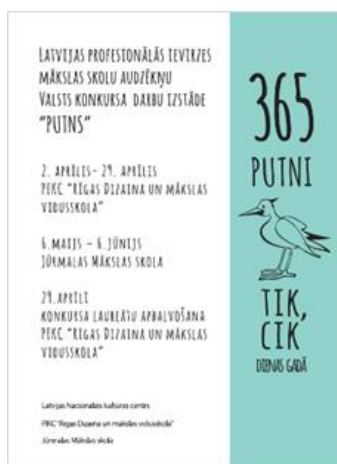 LATVIJAS PROFESIONĀLĀS IEVIRZES
MĀKSLAS SKOLU AUDZĒKŅU
VALSTS KONKURSA DARBU IZSTĀDE
"PUTNS"
2. APRĪLIS- 29. APRĪLIS
PIKC "RĪGAS DIZAINA UN MĀKSLAS
VIDUSSKOLA"
6.MAIJS – 6.JŪNIJS
JŪRMALAS MĀKSLAS SKOLA
29.APRĪLĪ
KONKURSA LAUREĀTU APBALVOŠANA
PIKC "RĪGAS DIZAINA UN MĀKSLAS
VIDUSSKOLA"
Latvijas Nacionālais kultūras centrs
PIKC "Rīgas Dizaina un mākslas vidusskola"
Jūrmalas Mākslas skola
365
PUTNI
TIK,
CIK
DIENAS GADĀ